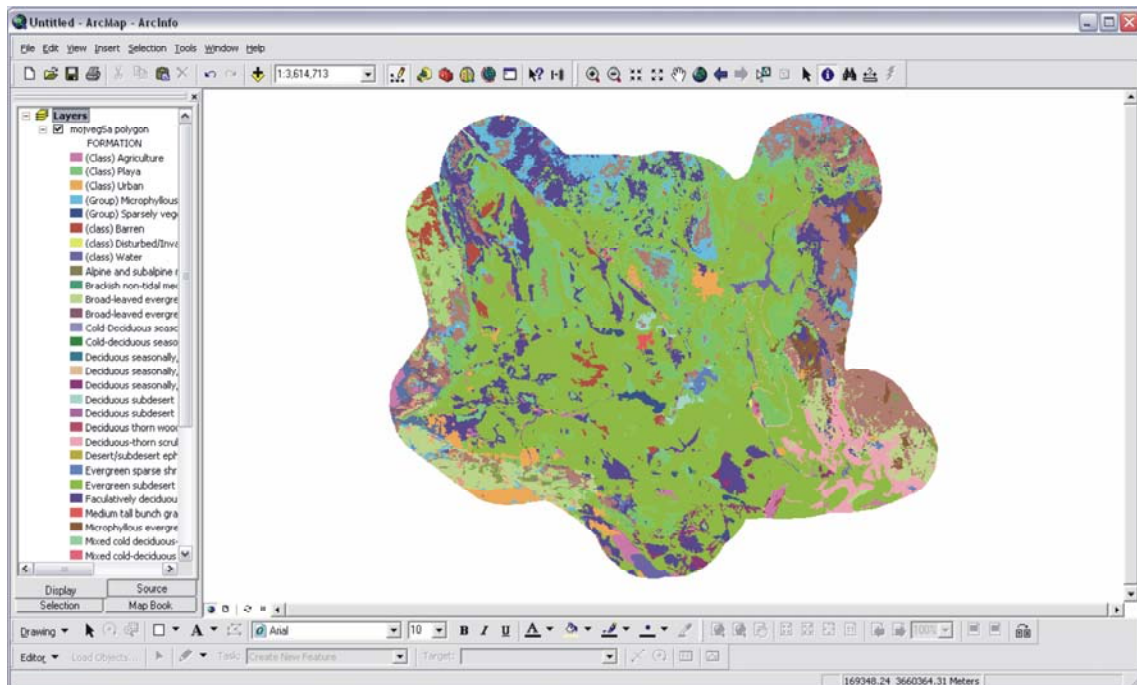 Untitled - ArcMap - ArcInfo
File Edit View Insert Selection Tools Window Help
1:3,614,713
Layers
mojveg5a polygon
FORMATION
(Class) Agriculture
(Class) Playa
(Class) Urban
(Group) Microphyllous
(Group) Sparsely veg
(class) Barren
(class) Disturbed/Inva
(class) Water
Alpine and subalpine
Brackish non-tidal me
Broad-leaved evergre
Broad-leaved evergre
Cold Deciduous seaso
Cold-deciduous seaso
Deciduous seasonally,
Deciduous seasonally,
Deciduous seasonally,
Deciduous subdesert
Deciduous subdesert
Deciduous thorn woo
Deciduous-thorn scru
Desert/subdesert eph
Evergreen sparse shr
Evergreen subdesert
Faculatively deciduou
Medium tall bunch gra
Microphyllous evergre
Mixed cold deciduous-
Mixed cold-deciduous
Display Source
Selection Map Book
Drawing Arial 10 B I U A 100%
Editor Load Objects... Task: Create New Feature Target:
169348.24 3660364.31 Meters